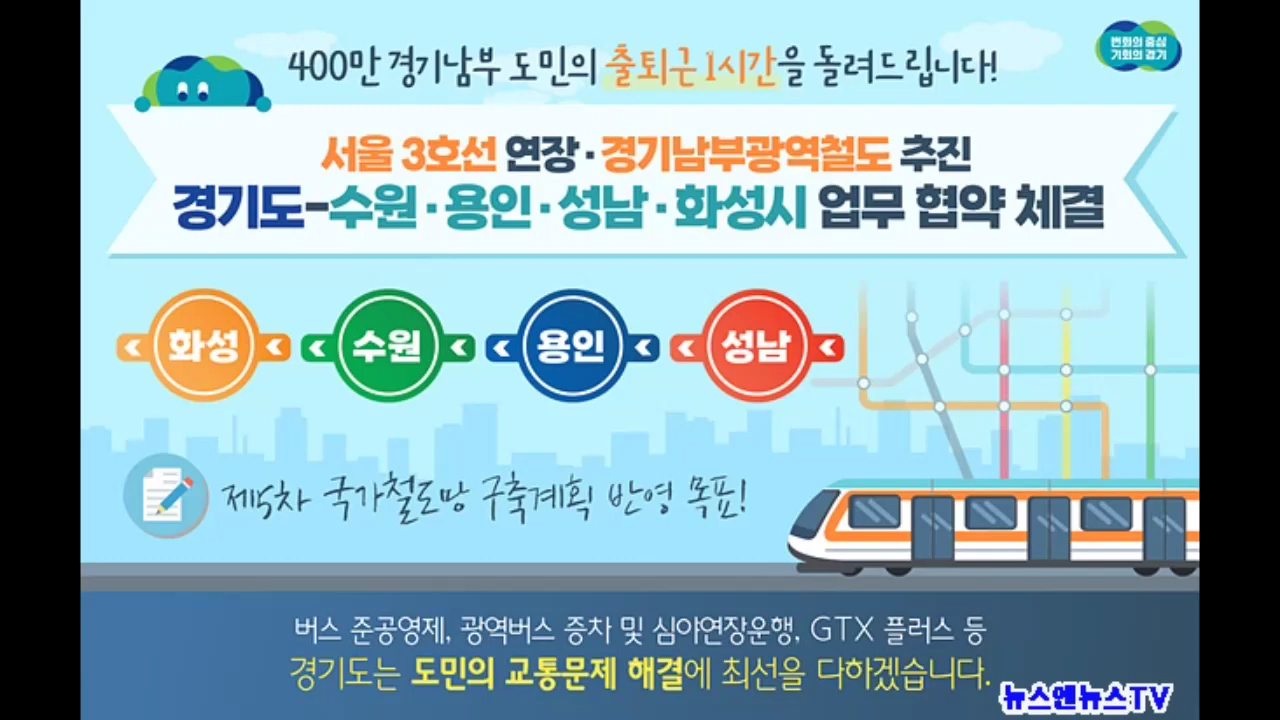 400만 경기남부 도민의 출퇴근 1시간을 돌려드립니다!
변화의 중심
기회의 경기
서울 3호선 연장·경기남부광역철도 추진
경기도-수원·용인·성남·화성시 업무 협약 체결
화성 수원 용인 성남
제5차 국가철도망 구축계획 반영 목표!
버스 준공영제, 광역버스 증차 및 심야연장운행, GTX 플러스 등
경기도는 도민의 교통문제 해결에 최선을 다하겠습니다.
뉴스앤뉴스TV